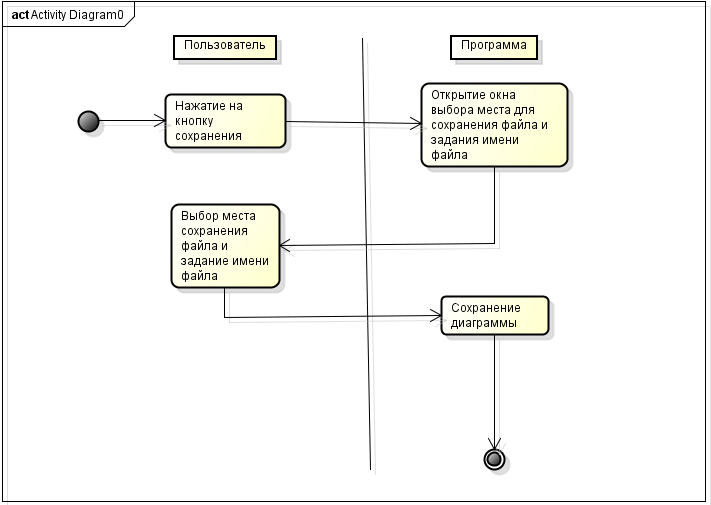 act Activity Diagram0
Пользователь
Программа
Нажатие на
кнопку
сохранения
Открытие окна
выбора места для
сохранения файла и
задания имени
файла
Выбор места
сохранения
файла и
задание имени
файла
Сохранение
диаграммы